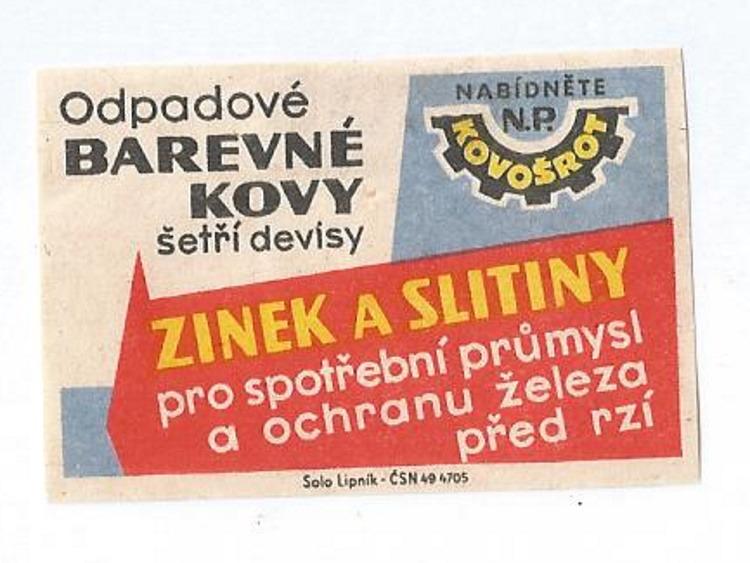 Odpadové
BAREVNÉ
KOVY
šetří devisy
NABÍDNĚTE
N.P.
KOVOŠROT
ZINEK A SLITINY
pro spotřební průmysl
a ochranu železa
před rzí
Solo Lipník - ČSN 49 4705